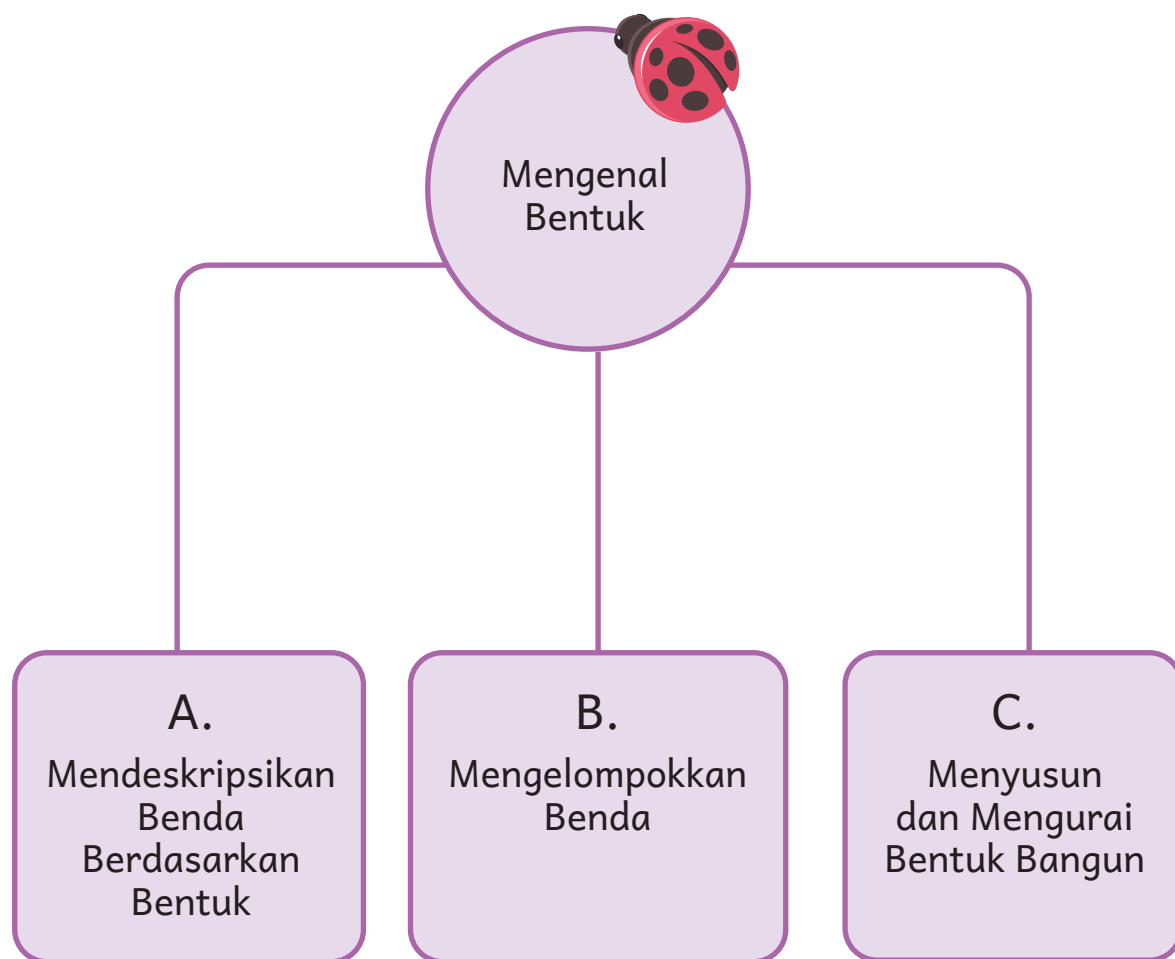 Mengenal
Bentuk
A.
Mendeskripsikan
Benda
Berdasarkan
Bentuk
B.
Mengelompokkan
Benda
C.
Menyusun
dan Mengurai
Bentuk Bangun